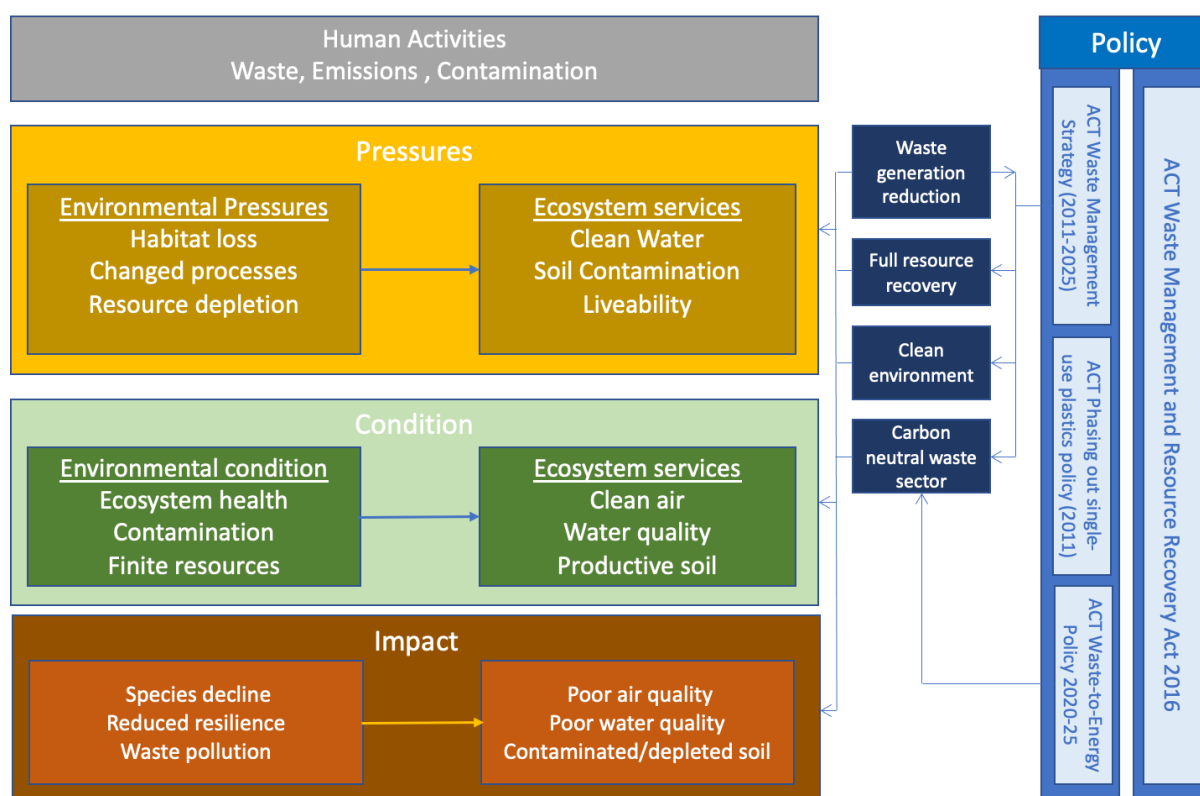 Human Activities
Waste, Emissions , Contamination
Policy
Pressures
Environmental Pressures
Habitat loss
Changed processes
Resource depletion
Ecosystem services
Clean Water
Soil Contamination
Liveability
Condition
Environmental condition
Ecosystem health
Contamination
Finite resources
Ecosystem services
Clean air
Water quality
Productive soil
Impact
Species decline
Reduced resilience
Waste pollution
Poor air quality
Poor water quality
Contaminated/depleted soil
Waste
generation
reduction
Full resource
recovery
Clean
environment
Carbon
neutral waste
sector
ACT Waste Management
Strategy (2011-2025)
ACT Phasing out single-
use plastics policy (2011)
ACT Waste-to-Energy
Policy 2020-25
ACT Waste Management and Resource Recovery Act 2016